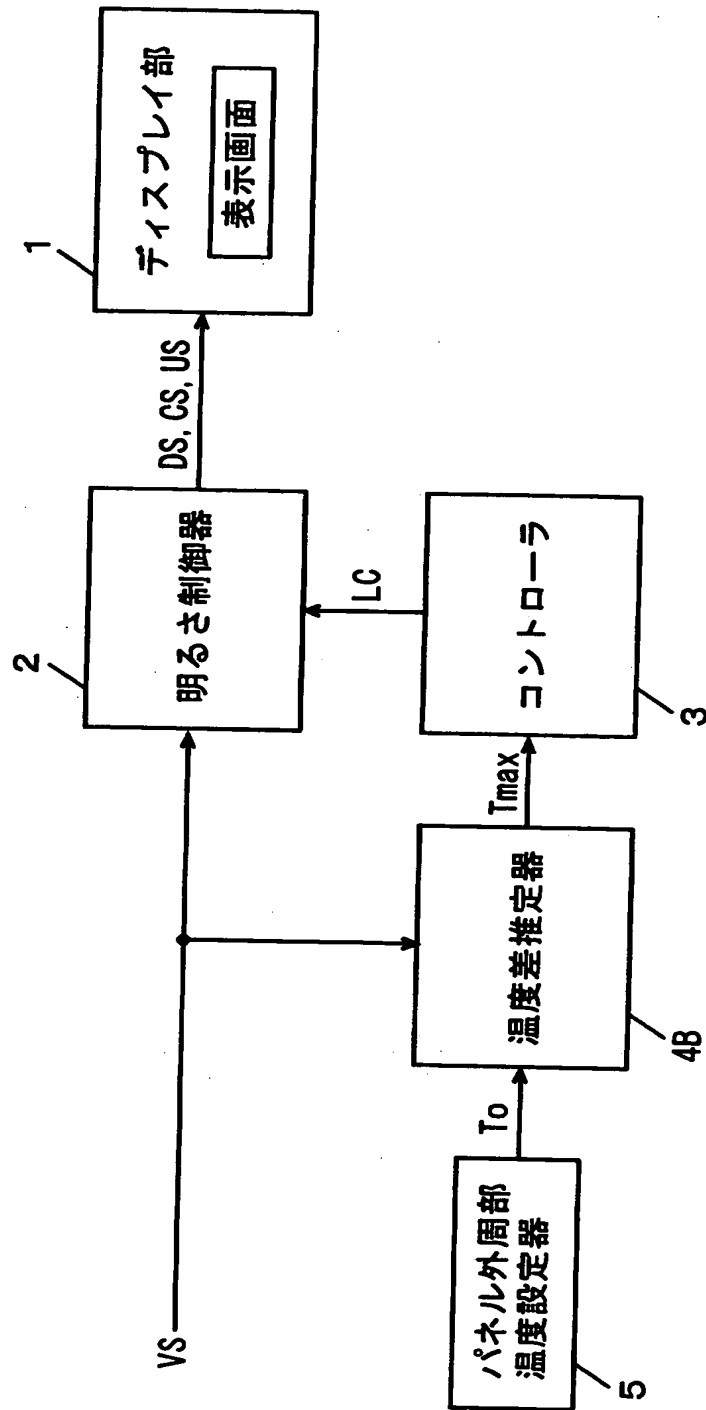 1
ディスプレイ部
表示画面
DS, CS, US
2
明るさ制御器
LC
コントローラ
3
Tmax
温度差推定器
4B
To
パネル外周部
温度設定器
5
VS